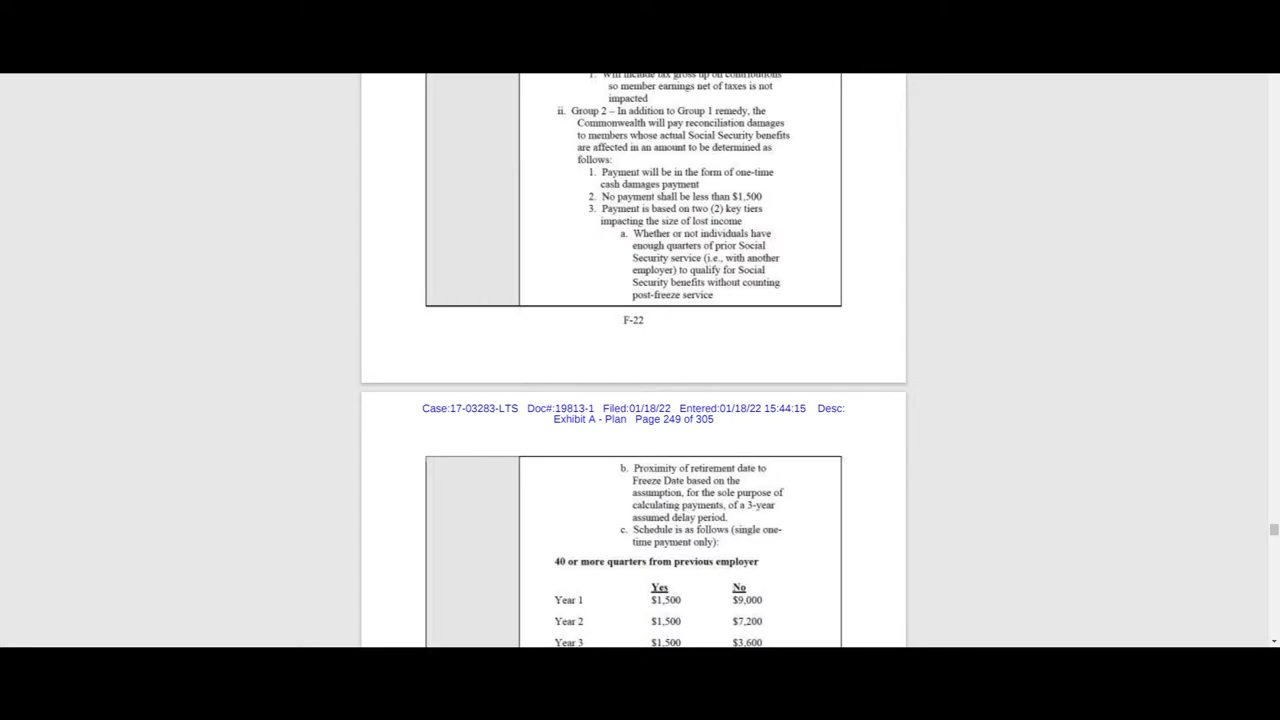 1. Will include tax gross up on contributions
so member earnings net of taxes is not
impacted
ii. Group 2 – In addition to Group 1 remedy, the
Commonwealth will pay reconciliation damages
to members whose actual Social Security benefits
are affected in an amount to be determined as
follows:
1. Payment will be in the form of one-time
cash damages payment
2. No payment shall be less than $1,500
3. Payment is based on two (2) key tiers
impacting the size of lost income
a. Whether or not individuals have
enough quarters of prior Social
Security service (i.e., with another
employer) to qualify for Social
Security benefits without counting
post-freeze service
F-22
Case:17-03283-LTS Doc#:19813-1 Filed:01/18/22 Entered:01/18/22 15:44:15 Desc:
Exhibit A - Plan Page 249 of 305
b. Proximity of retirement date to
Freeze Date based on the
assumption, for the sole purpose of
calculating payments, of a 3-year
assumed delay period.
c. Schedule is as follows (single one-
time payment only):
40 or more quarters from previous employer
Yes No
Year 1 $1,500 $9,000
Year 2 $1,500 $7,200
Year 3 $1,500 $3,600